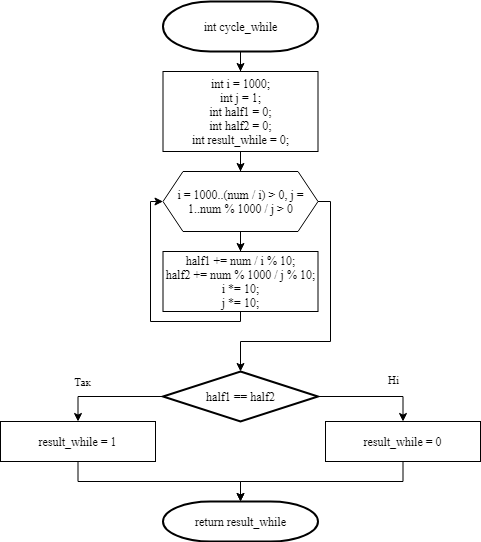 int cycle_while
int i = 1000;
int j = 1;
int half1 = 0;
int half2 = 0;
int result_while = 0;
i = 1000..(num / i) > 0, j =
1..num % 1000 / j > 0
half1 += num / i % 10;
half2 += num % 1000 / j % 10;
i *= 10;
j *= 10;
half1 == half2
Так
Ні
result_while = 1
result_while = 0
return result_while